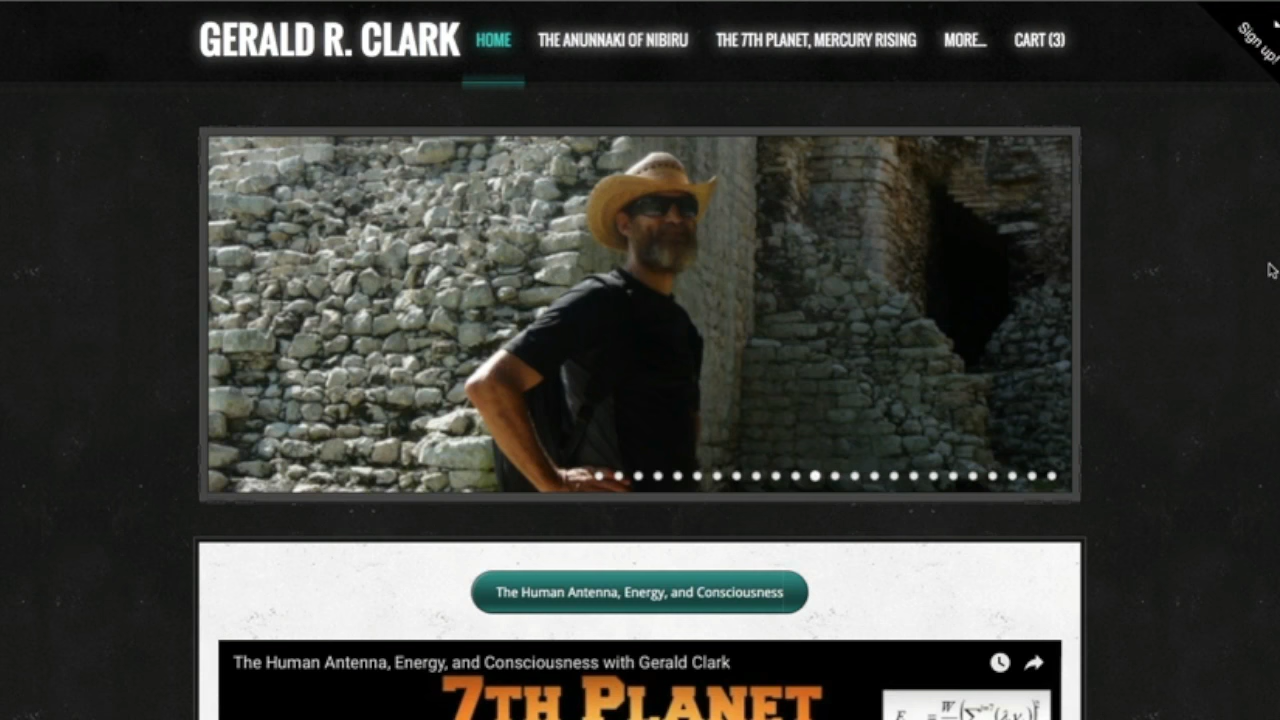 GERALD R. CLARK
HOME THE ANUNNAKI OF NIBIRU THE 7TH PLANET, MERCURY RISING MORE... CART (3)
Sign up!
The Human Antenna, Energy, and Consciousness
The Human Antenna, Energy, and Consciousness with Gerald Clark
7TH PLANET